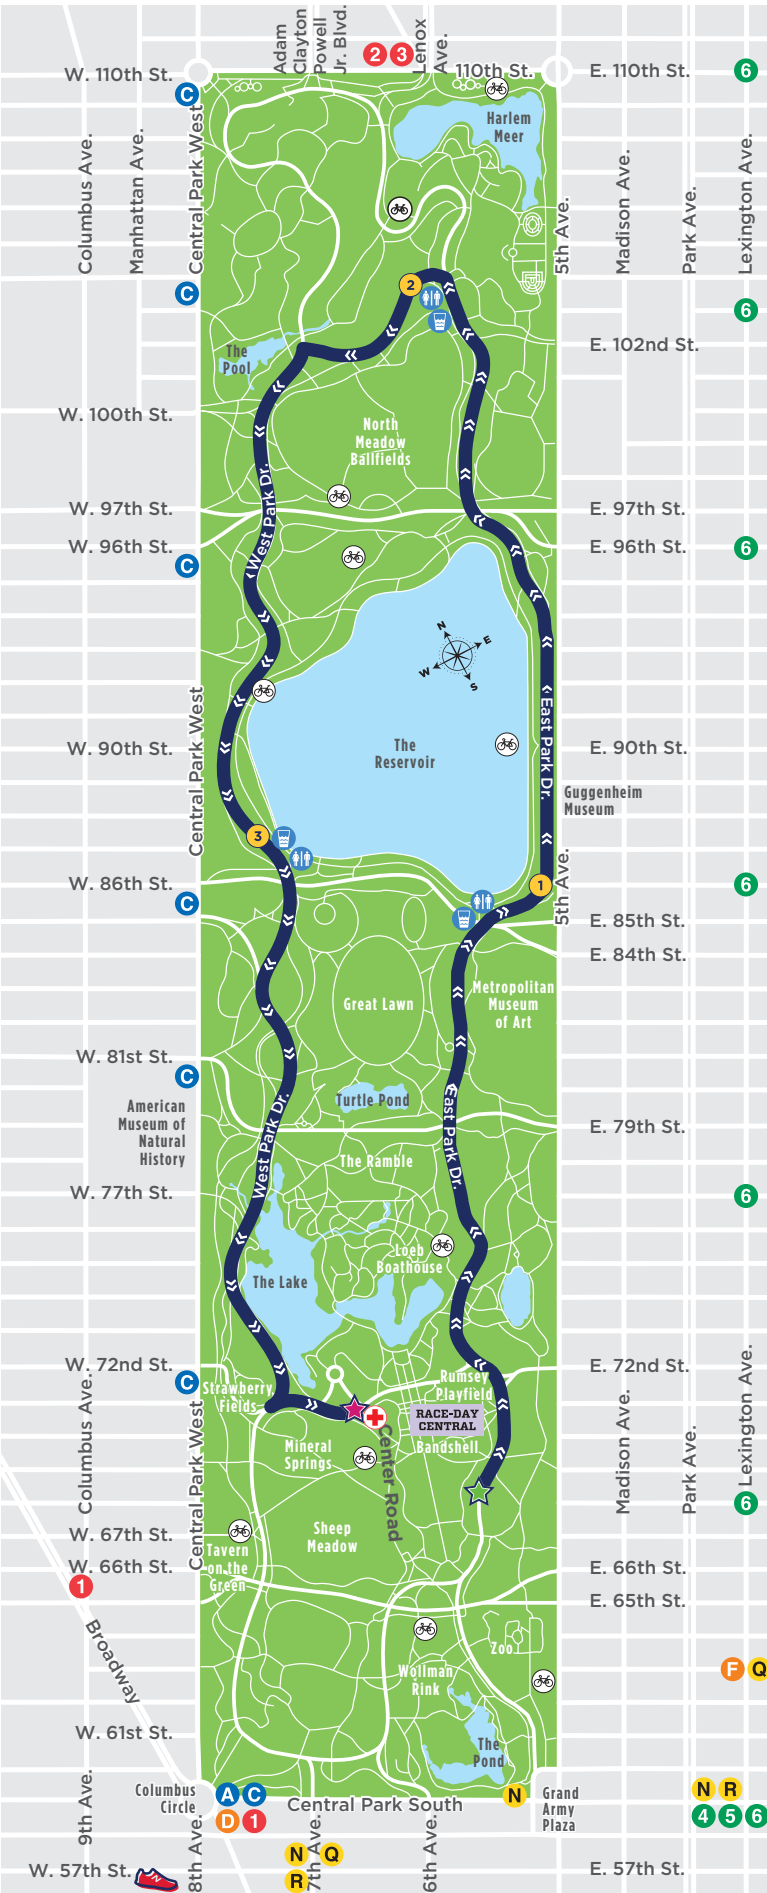 Adam
Clayton
Powell
Jr. Blvd.
2
3
Lenox
Ave.
W. 110th St.
110th St.
E. 110th St.
6
C
Columbus Ave.
Manhattan Ave.
Central Park West
Harlem
Meer
5th Ave.
Madison Ave.
Park Ave.
Lexington Ave.
C
2
6
The
Pool
E. 102nd St.
W. 100th St.
North
Meadow
Ballfields
West Park Dr.
W. 97th St.
E. 97th St.
W. 96th St.
E. 96th St.
6
C
N
E
W
S
Central Park West
W. 90th St.
The
Reservoir
East Park Dr.
E. 90th St.
Guggenheim
Museum
3
W. 86th St.
1
5th Ave.
6
C
E. 85th St.
E. 84th St.
Great Lawn
Metropolitan
Museum
of Art
W. 81st St.
C
American
Museum of
Natural
History
Turtle Pond
West Park Dr.
East Park Dr.
E. 79th St.
The Ramble
W. 77th St.
6
Loeb
Boathouse
The Lake
W. 72nd St.
E. 72nd St.
C
Strawberry
Fields
Rumsey
Playfield
RACE-DAY
CENTRAL
Bandshell
Center Road
Mineral
Springs
Columbus Ave.
Central Park West
Madison Ave.
Park Ave.
Lexington Ave.
6
W. 67th St.
Sheep
Meadow
Tavern
on the
Green
W. 66th St.
E. 66th St.
1
E. 65th St.
Broadway
Zoo
F
Q
Wollman
Rink
W. 61st St.
The
Pond
Columbus
Circle
A
C
D
1
Central Park South
N
Grand
Army
Plaza
N
R
4
5
6
9th Ave.
8th Ave.
7th Ave.
6th Ave.
N
Q
R
W. 57th St.
E. 57th St.